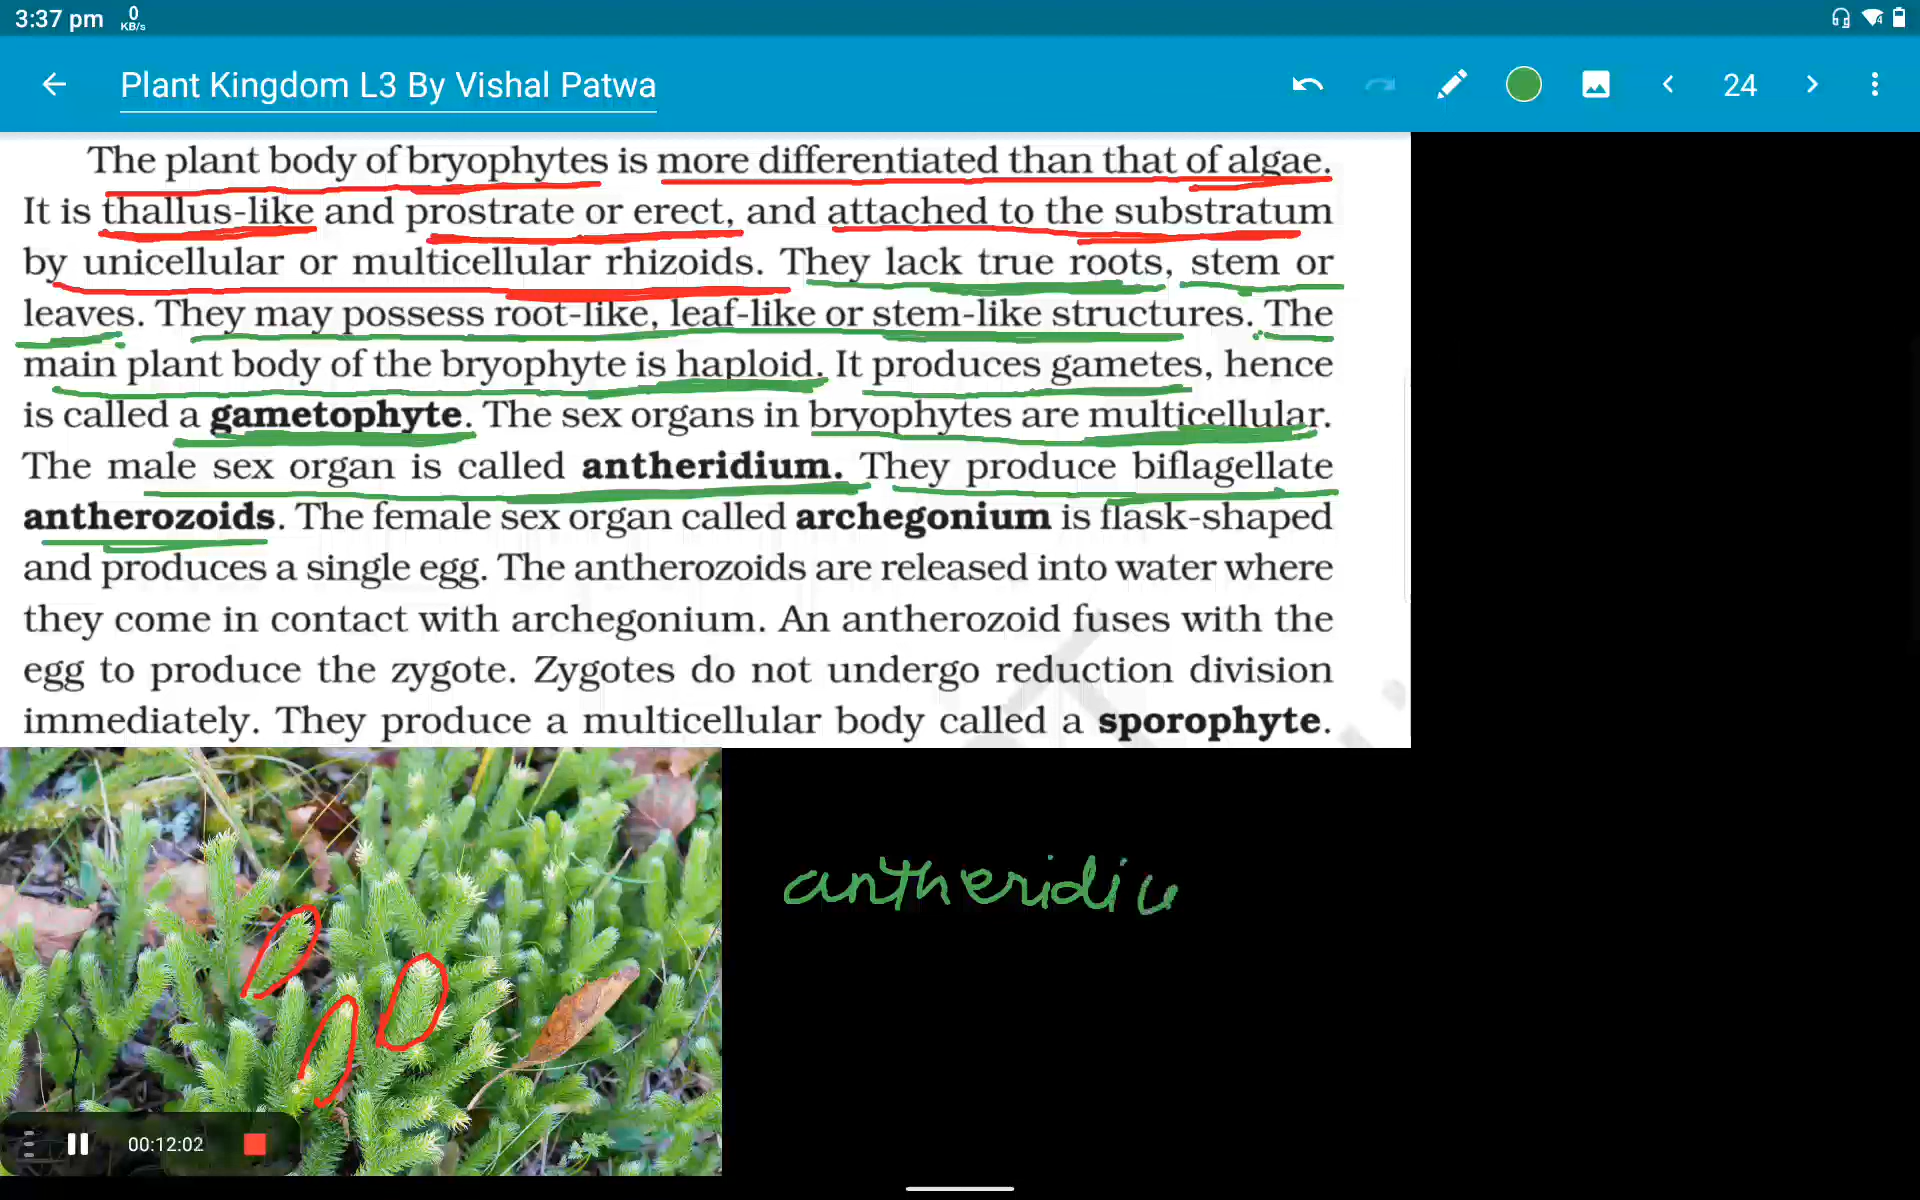 3:37 pm 0 KB/s
Plant Kingdom L3 By Vishal Patwa 24
The plant body of bryophytes is more differentiated than that of algae.
It is thallus-like and prostrate or erect, and attached to the substratum
by unicellular or multicellular rhizoids. They lack true roots, stem or
leaves. They may possess root-like, leaf-like or stem-like structures. The
main plant body of the bryophyte is haploid. It produces gametes, hence
is called a gametophyte. The sex organs in bryophytes are multicellular.
The male sex organ is called antheridium. They produce biflagellate
antherozoids. The female sex organ called archegonium is flask-shaped
and produces a single egg. The antherozoids are released into water where
they come in contact with archegonium. An antherozoid fuses with the
egg to produce the zygote. Zygotes do not undergo reduction division
immediately. They produce a multicellular body called a sporophyte.
antheridiu
00:12:02